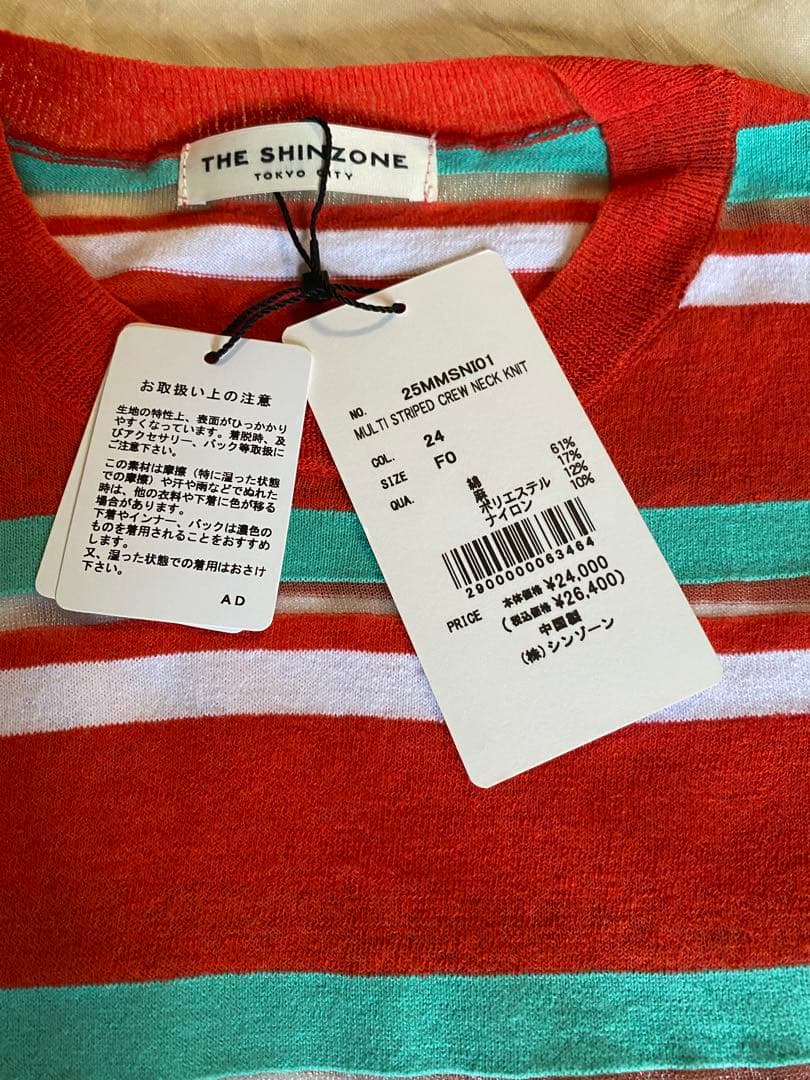 THE SHINZONE
TOKYO CITY
お取扱い上の注意
生地の特性上、表面がひっかかり
やすくなっています。着脱時、及
びアクセサリー、バック等取扱に
ご注意下さい。
この素材は摩擦（特に湿った状態
での摩擦）や汗や雨などでぬれた
時は、他の衣料や下着に色が移る
場合があります。
下着やインナー、バックは濃色の
ものを着用されることをおすすめ
します。
又、湿った状態での着用はおさけ
下さい。
AD
NO. 25MMSNI01
MULTI STRIPED CREW NECK KNIT
COL. 24
SIZE F0
QUA. 綿 61%
麻 17%
ポリエステル 12%
ナイロン 10%
2900000063464
PRICE 本体価格 ¥24,000
(税込価格 ¥26,400)
中国製
(株)シンゾーン